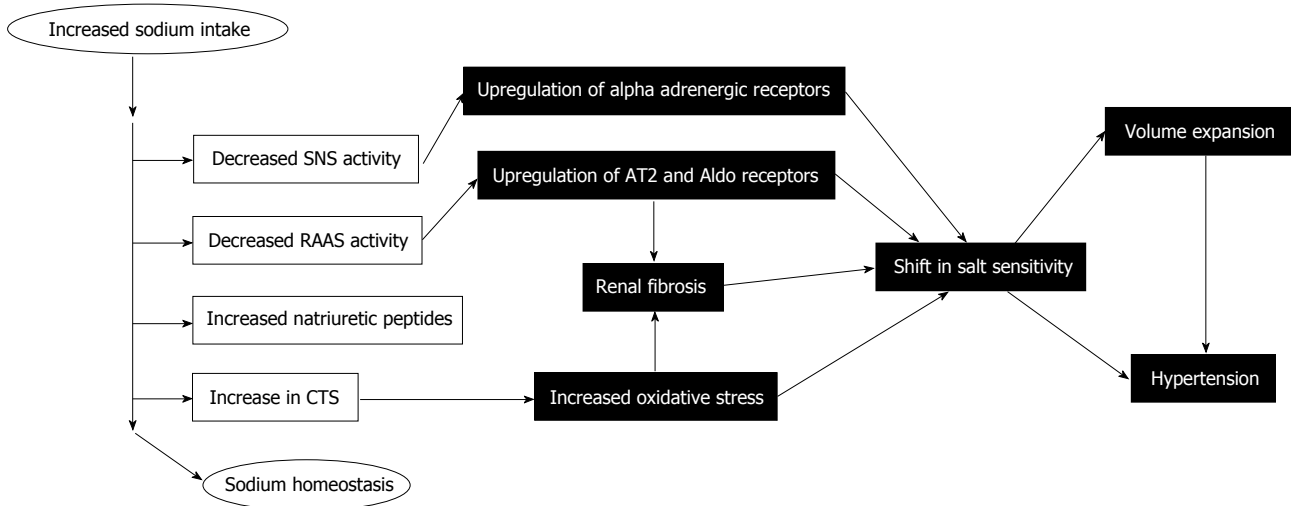 Increased sodium intake
Upregulation of alpha adrenergic receptors
Volume expansion
Decreased SNS activity
Upregulation of AT2 and Aldo receptors
Decreased RAAS activity
Shift in salt sensitivity
Renal fibrosis
Increased natriuretic peptides
Hypertension
Increase in CTS
Increased oxidative stress
Sodium homeostasis